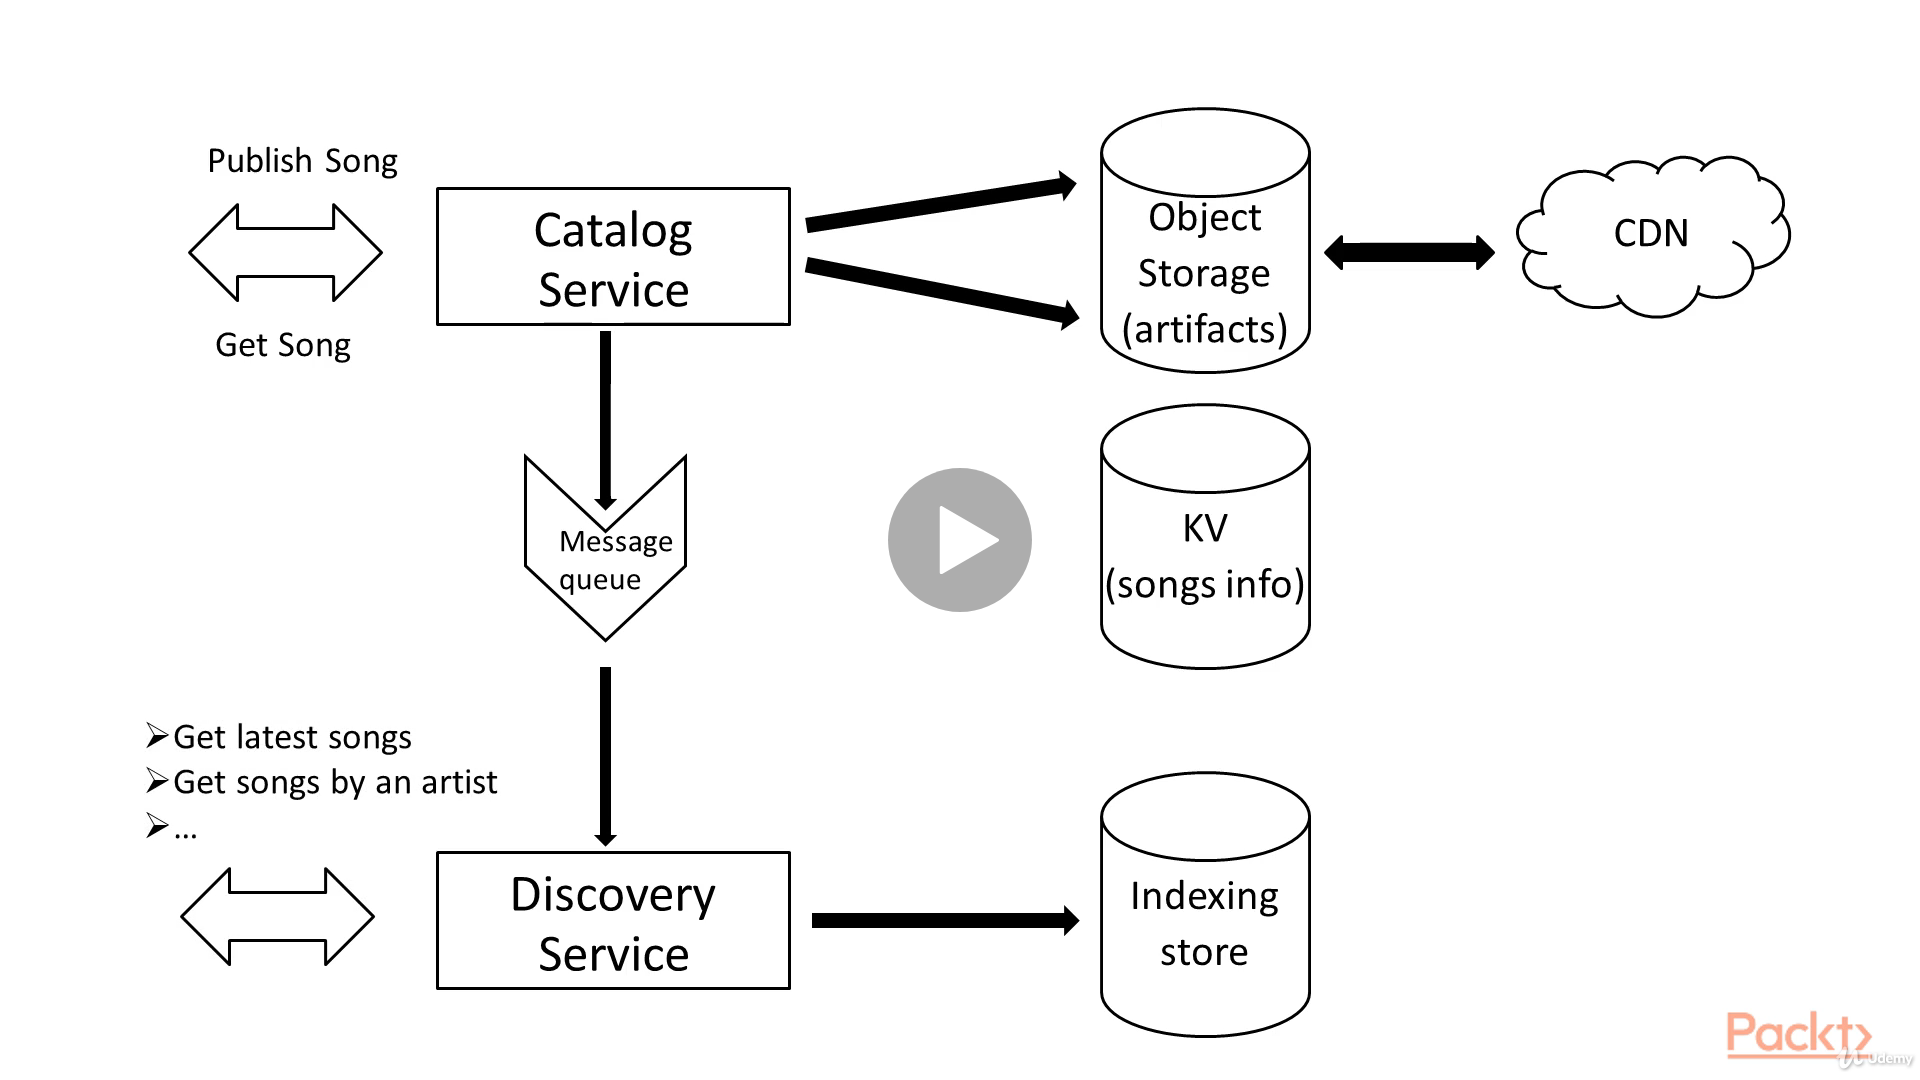 Publish Song
Get Song
Catalog
Service
Object
Storage
(artifacts)
CDN
Message
queue
KV
(songs info)
Get latest songs
Get songs by an artist
...
Discovery
Service
Indexing
store
Packt
Udemy